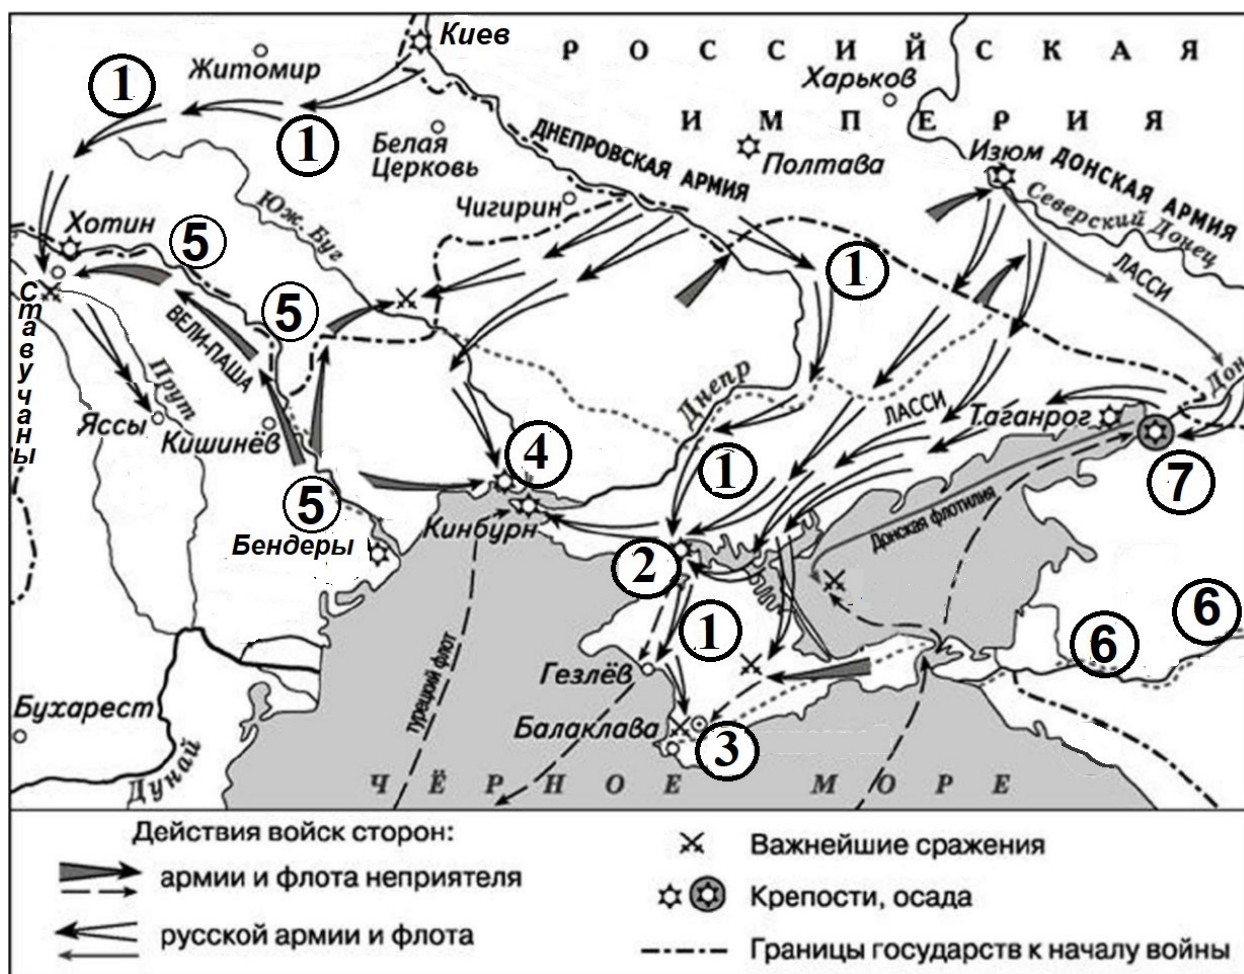 Киев
РОССИЙСКАЯ
Житомир
Харьков
1
ИМПЕРИЯ
1
Белая
Церковь
ДНЕПРОВСКАЯ АРМИЯ
Полтава
Изюм
ДОНСКАЯ АРМИЯ
Чигирин
Северский Донец
Юж. Буг
Хотин
5
1
ЛАССИ
Ставучаны
5
ВЕЛИ-ПАША
Прут
Днепр
Дон
ЛАССИ
Таганрог
Яссы
Кишинёв
4
1
7
5
Кинбурн
Донская флотилия
Бендеры
2
6
6
1
турецкий флот
Гезлёв
Бухарест
Балаклава
3
Дунай
ЧЁРНОЕ МОРЕ
Действия войск сторон:
армии и флота неприятеля
русской армии и флота
Важнейшие сражения
Крепости, осада
Границы государств к началу войны